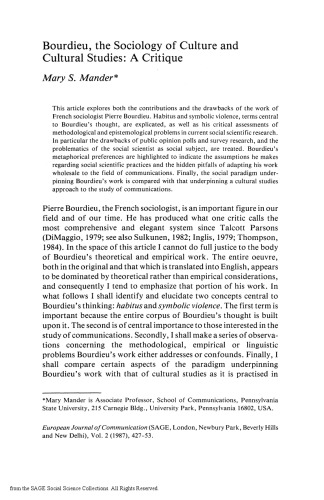 Bourdieu, the Sociology of Culture and
Cultural Studies: A Critique
Mary S. Mander*
This article explores both the contributions and the drawbacks of the work of
French sociologist Pierre Bourdieu. Habitus and symbolic violence, terms central
to Bourdieu's thought, are explicated, as well as his critical assessments of
methodological and epistemological problems in current social scientific research.
In particular the drawbacks of public opinion polls and survey research, and the
problematics of the social scientist as social subject, are treated. Bourdieu's
metaphorical preferences are highlighted to indicate the assumptions he makes
regarding social scientific practices and the hidden pitfalls of adapting his work
wholesale to the field of communications. Finally, the social paradigm under-
pinning Bourdieu's work is compared with that underpinning a cultural studies
approach to the study of communications.
Pierre Bourdieu, the French sociologist, is an important figure in our
field and of our time. He has produced what one critic calls the
most comprehensive and elegant system since Talcott Parsons
(DiMaggio, 1979; see also Sulkunen, 1982; Inglis, 1979; Thompson,
1984). In the space of this article I cannot do full justice to the body
of Bourdieu's theoretical and empirical work. The entire oeuvre,
both in the original and that which is translated into English, appears
to be dominated by theoretical rather than empirical considerations,
and consequently I tend to emphasize that portion of his work. In
what follows I shall identify and elucidate two concepts central to
Bourdieu's thinking: habitus and symbolic violence. The first term is
important because the entire corpus of Bourdieu's thought is built
upon it. The second is of central importance to those interested in the
study of communications. Secondly, I shall make a series of observa-
tions concerning the methodological, empirical or linguistic
problems Bourdieu's work either addresses or confounds. Finally, I
shall compare certain aspects of the paradigm underpinning
Bourdieu's work with that of cultural studies as it is practised in
*Mary Mander is Associate Professor, School of Communications, Pennsylvania
State University, 215 Carnegie Bldg., University Park, Pennsylvania 16802, USA.
European Journal of Communication (SAGE, London, Newbury Park, Beverly Hills
and New Delhi), Vol. 2 (1987), 427-53.
from the SAGE Social Science Collections. All Rights Reserved.